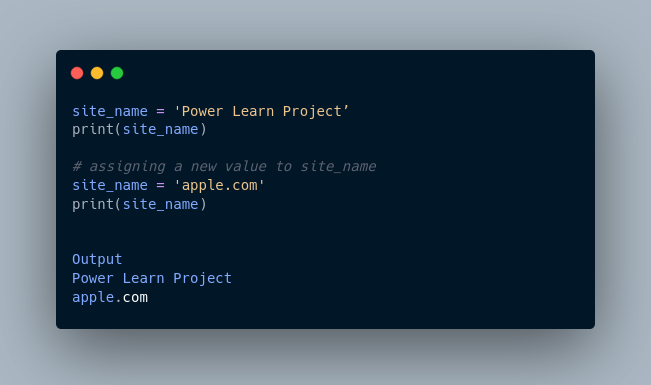 site_name = 'Power Learn Project’
print(site_name)
# assigning a new value to site_name
site_name = 'apple.com'
print(site_name)
Output
Power Learn Project
apple.com